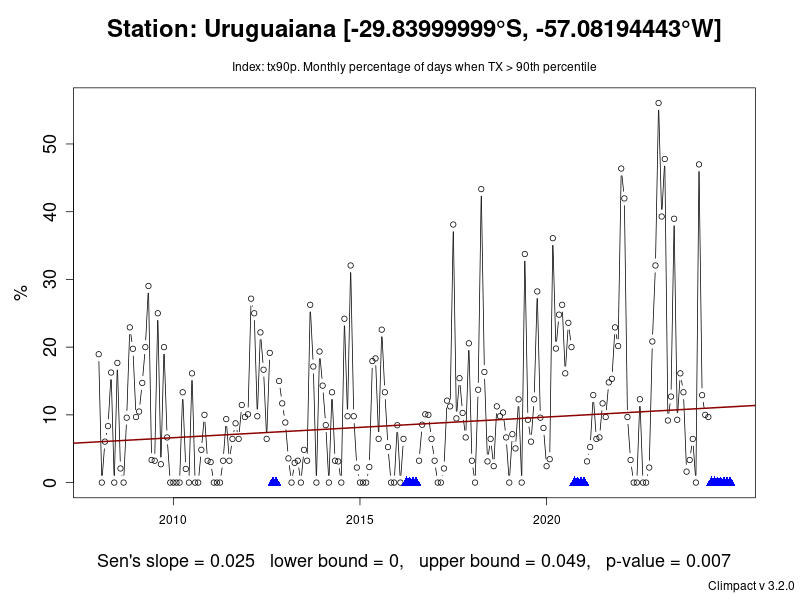 Station: Uruguaiana [-29.83999999°S, -57.08194443°W]
Index: tx90p. Monthly percentage of days when TX > 90th percentile
%
50
40
30
20
10
0
2010 2015 2020
Sen's slope = 0.025 lower bound = 0, upper bound = 0.049, p-value = 0.007
Climpact v 3.2.0